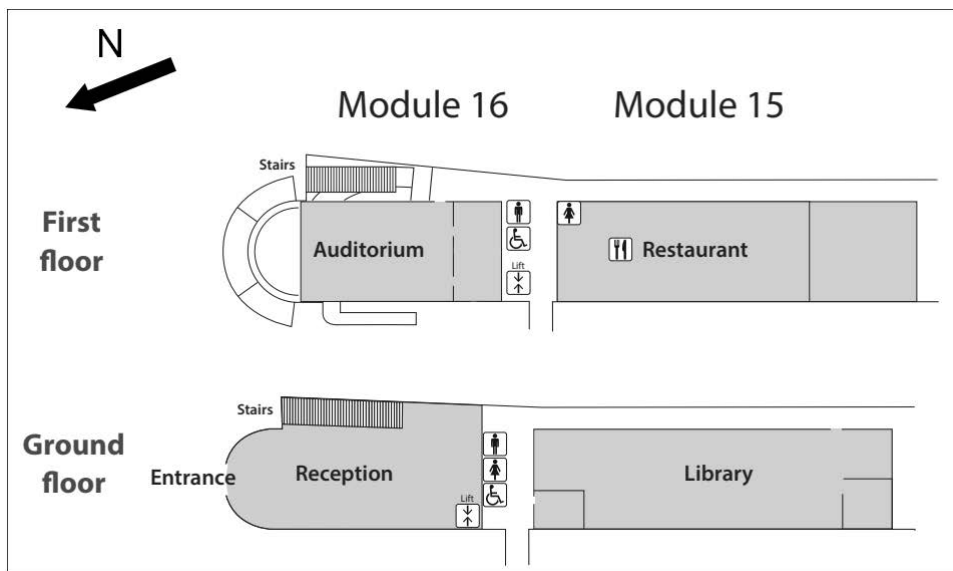 N
Module 16
Module 15
Stairs
First
floor
Auditorium
Lift
Restaurant
Stairs
Ground
floor
Entrance
Reception
Lift
Library